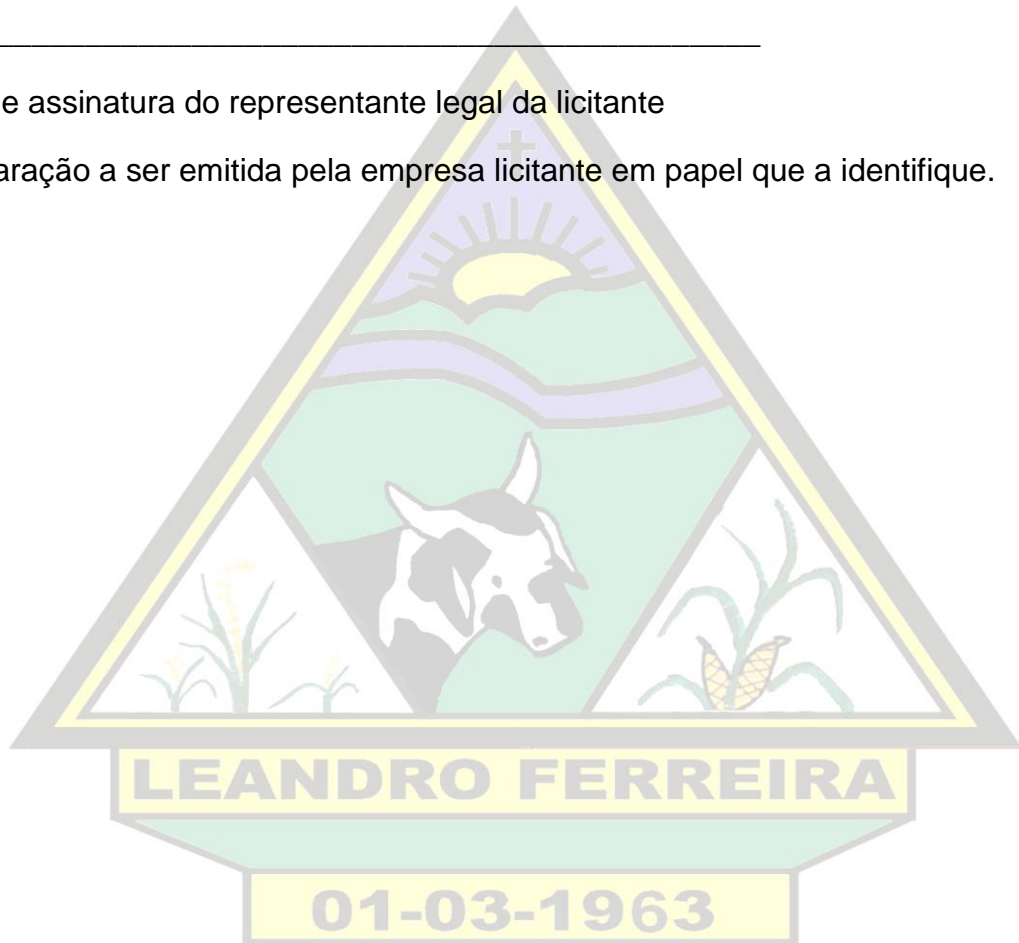 e assinatura do representante legal da licitante
aração a ser emitida pela empresa licitante em papel que a identifique.
LEANDRO FERREIRA
01-03-1963